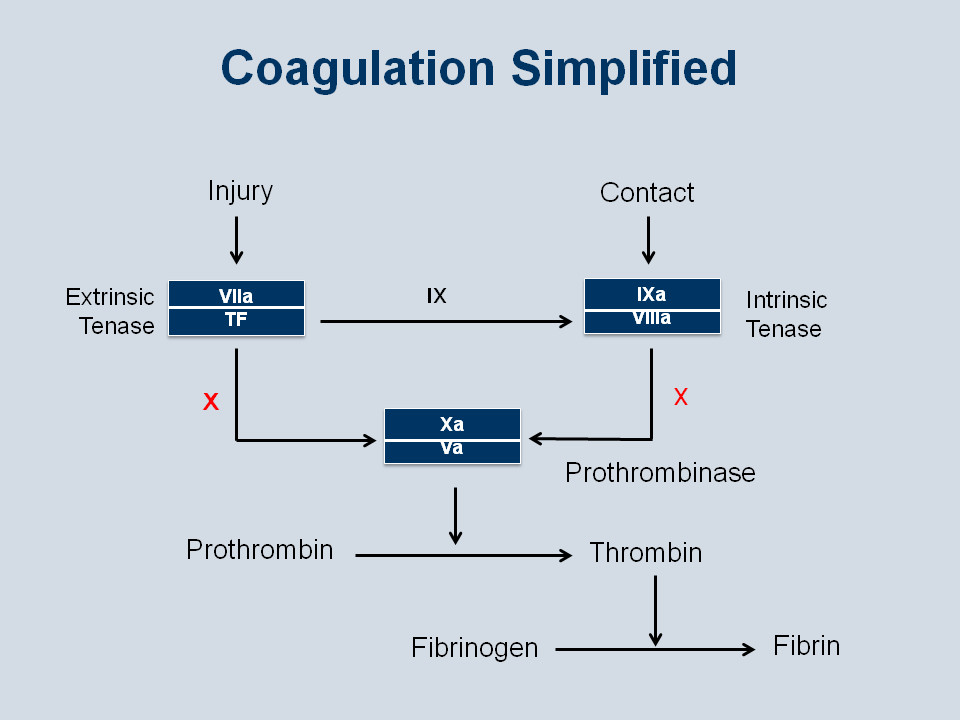 Coagulation Simplified
Injury
Contact
Extrinsic
Tenase
VIIa
TF
IX
IXa
VIIIa
Intrinsic
Tenase
X
X
Xa
Va
Prothrombinase
Prothrombin
Thrombin
Fibrinogen
Fibrin